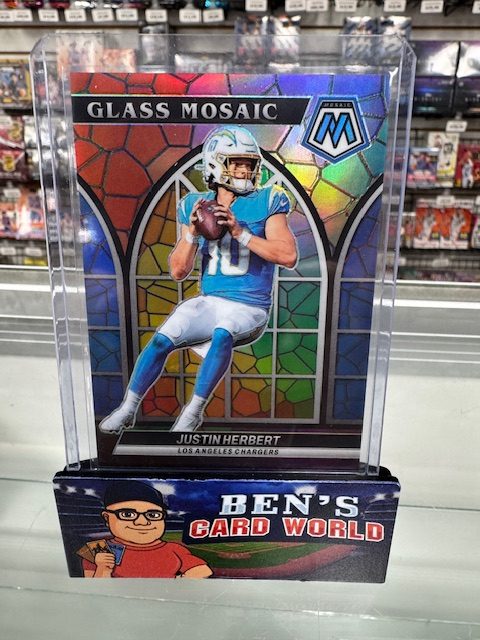 GLASS MOSAIC
MOSAIC
M
10
JUSTIN HERBERT
LOS ANGELES CHARGERS
BEN'S
CARD WORLD